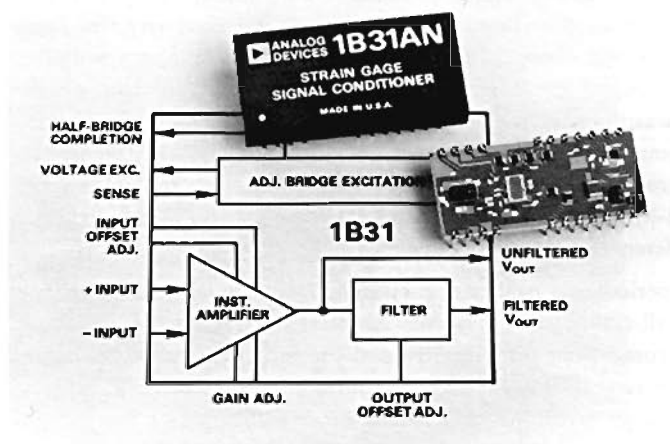 ANALOG
DEVICES 1B31AN
STRAIN GAGE
SIGNAL CONDITIONER
MADE IN U.S.A.
HALF-BRIDGE
COMPLETION
VOLTAGE EXC.
ADJ. BRIDGE EXCITATION
SENSE
INPUT
OFFSET
ADJ.
1B31
UNFILTERED
VOUT
+INPUT
INST.
AMPLIFIER
FILTER
FILTERED
VOUT
-INPUT
GAIN ADJ.
OUTPUT
OFFSET ADJ.